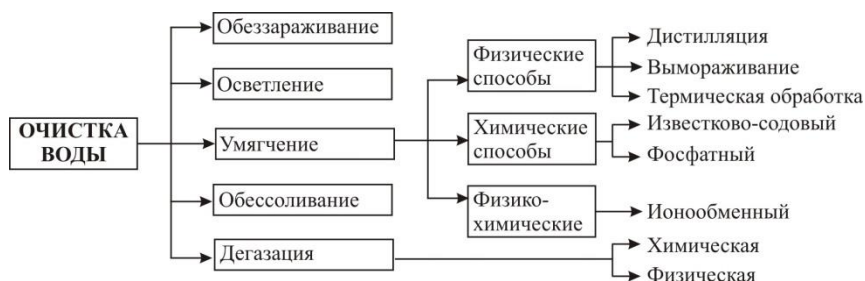 ОЧИСТКА
ВОДЫ
Обеззараживание
Осветление
Умягчение
Обессоливание
Дегазация
Физические
способы
Химические
способы
Физико-
химические
Дистилляция
Вымораживание
Термическая обработка
Известково-содовый
Фосфатный
Ионообменный
Химическая
Физическая